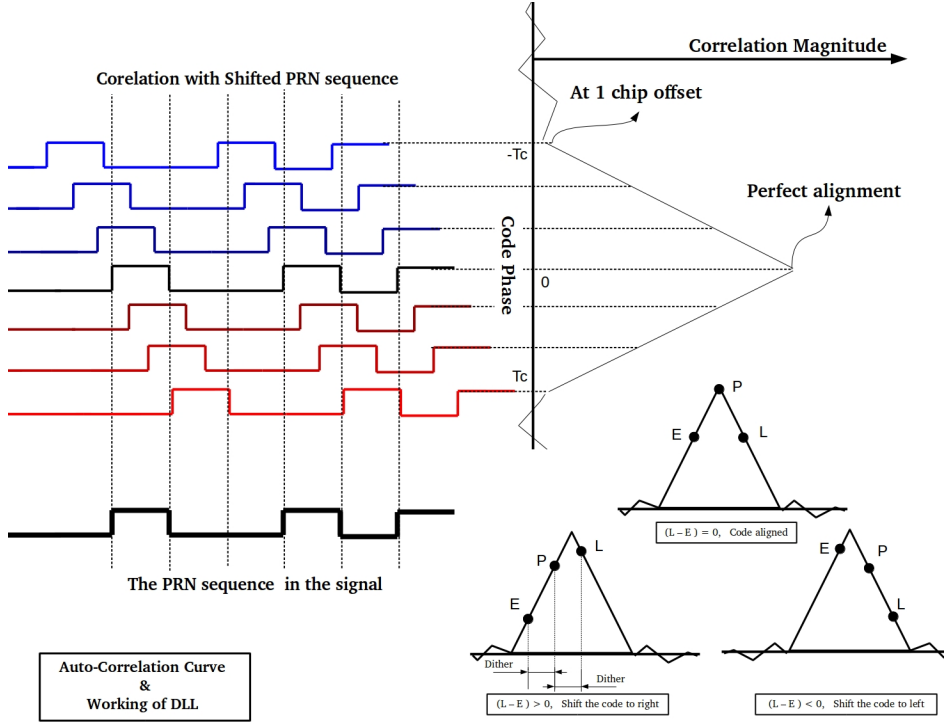 Correlation Magnitude
Corelation with Shifted PRN sequence
At 1 chip offset
-Tc
Perfect alignment
Code Phase
0
Tc
P
E
L
(L – E ) = 0, Code aligned
The PRN sequence in the signal
P
L
E
Dither
Dither
(L – E ) > 0, Shift the code to right
E
P
L
(L – E ) < 0, Shift the code to left
Auto-Correlation Curve
&
Working of DLL